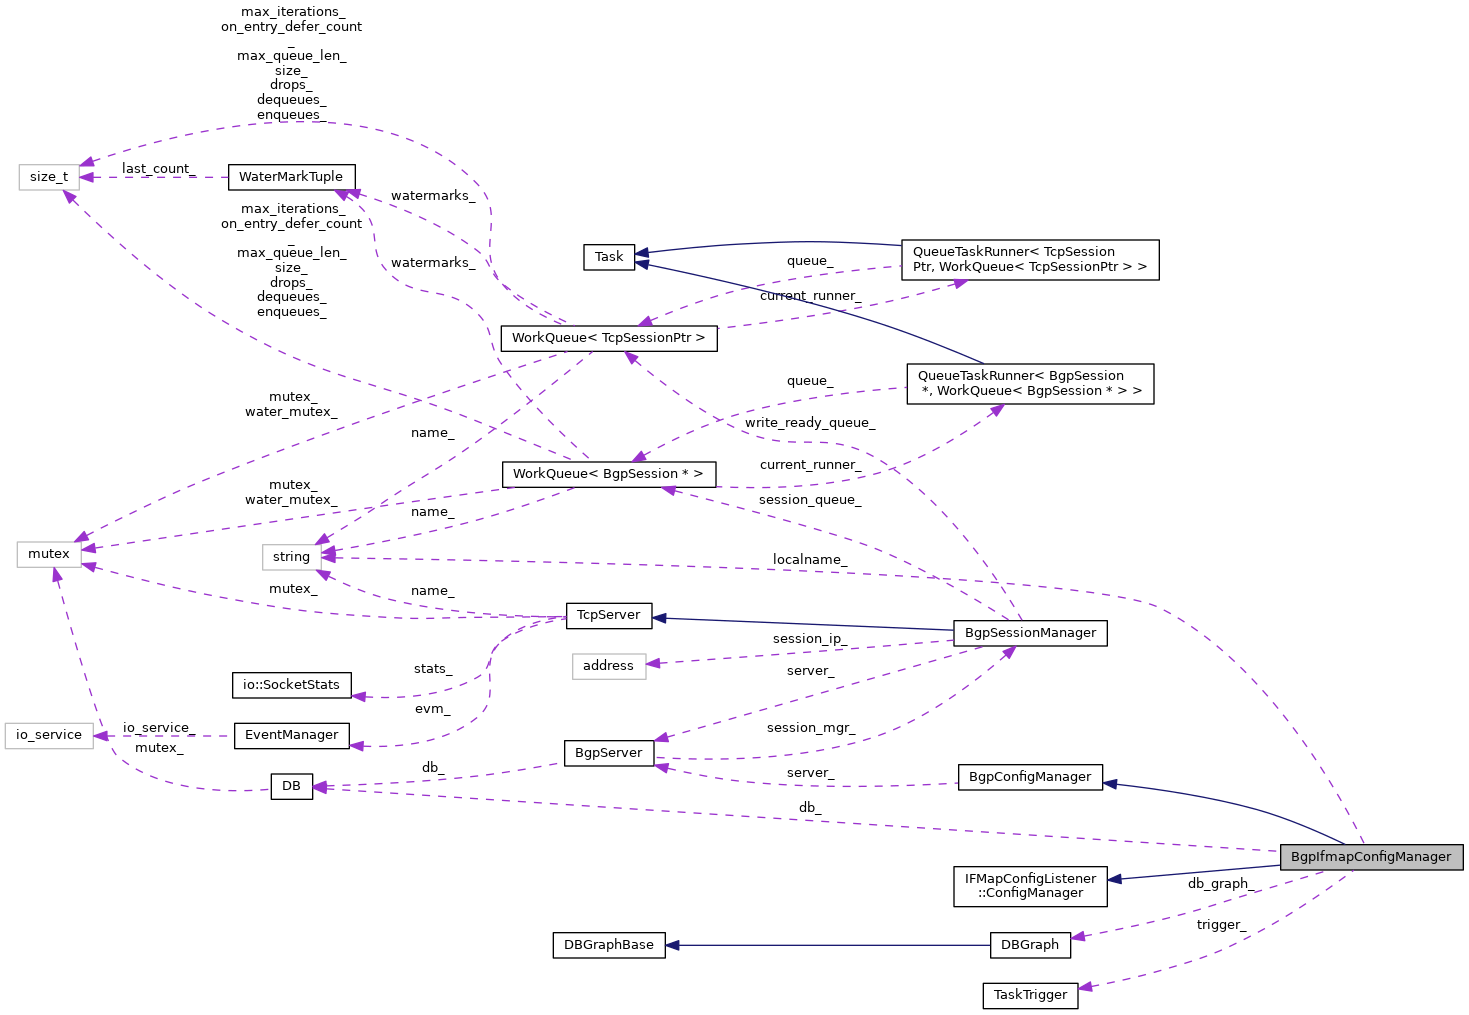 max_iterations_
on_entry_defer_count
_
max_queue_len_
size_
drops_
dequeues_
enqueues_
size_t
last_count_
WaterMarkTuple
watermarks_
max_iterations_
on_entry_defer_count
_
max_queue_len_
size_
drops_
dequeues_
enqueues_
watermarks_
Task
queue_
QueueTaskRunner< TcpSession
Ptr, WorkQueue< TcpSessionPtr > >
current_runner_
WorkQueue< TcpSessionPtr >
QueueTaskRunner< BgpSession
*, WorkQueue< BgpSession * > >
queue_
mutex_
water_mutex_
name_
write_ready_queue_
current_runner_
WorkQueue< BgpSession * >
mutex_
water_mutex_
name_
session_queue_
mutex
string
localname_
mutex_
name_
TcpServer
BgpSessionManager
session_ip_
address
stats_
server_
io::SocketStats
evm_
io_service
io_service_
EventManager
session_mgr_
mutex_
BgpServer
db_
server_
BgpConfigManager
DB
db_
BgpIfmapConfigManager
IFMapConfigListener
::ConfigManager
db_graph_
trigger_
DBGraphBase
DBGraph
TaskTrigger